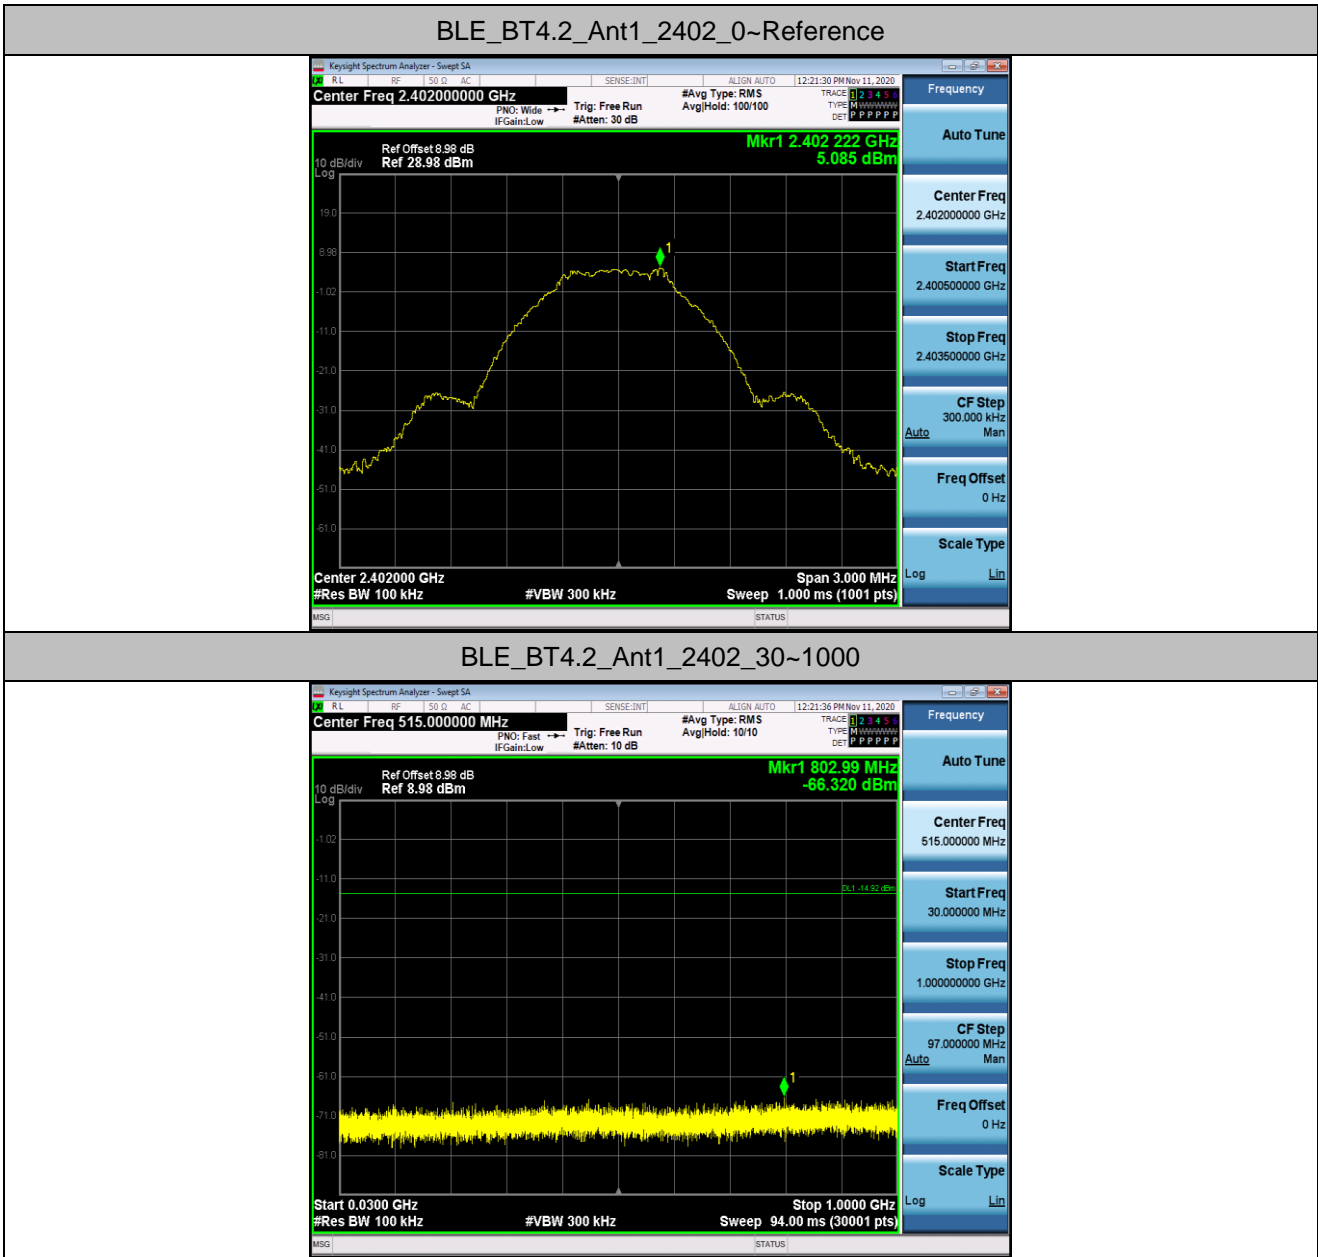 BLE_BT4.2_Ant1_2402_0~Reference
Keysight Spectrum Analyzer - Swept SA
RL RF 50 Ω AC SENSE:INT ALIGN AUTO 12:21:30 PM Nov 11, 2020
Center Freq 2.402000000 GHz
PNO: Wide
IFGain:Low
Trig: Free Run
#Atten: 30 dB
#Avg Type: RMS
Avg|Hold: 100/100
TRACE 1 2 3 4 5 6
TYPE M W W W W W
DET P P P P P P
Mkr1 2.402 222 GHz
5.085 dBm
Ref Offset 8.98 dB
10 dB/div Ref 28.98 dBm
Log
19.0
8.98
-1.02
-11.0
-21.0
-31.0
-41.0
-51.0
-61.0
1
Center 2.402000 GHz Span 3.000 MHz
#Res BW 100 kHz #VBW 300 kHz Sweep 1.000 ms (1001 pts)
MSG STATUS
Frequency
Auto Tune
Center Freq
2.402000000 GHz
Start Freq
2.400500000 GHz
Stop Freq
2.403500000 GHz
CF Step
300.000 kHz
Auto Man
Freq Offset
0 Hz
Scale Type
Log Lin
BLE_BT4.2_Ant1_2402_30~1000
Keysight Spectrum Analyzer - Swept SA
RL RF 50 Ω AC SENSE:INT ALIGN AUTO 12:21:36 PM Nov 11, 2020
Center Freq 515.000000 MHz
PNO: Fast
IFGain:Low
Trig: Free Run
#Atten: 10 dB
#Avg Type: RMS
Avg|Hold: 10/10
TRACE 1 2 3 4 5 6
TYPE M W W W W W
DET P P P P P P
Mkr1 802.99 MHz
-66.320 dBm
Ref Offset 8.98 dB
10 dB/div Ref 8.98 dBm
Log
-1.02
-11.0
DL1 -14.92 dBm
-21.0
-31.0
-41.0
-51.0
-61.0
-71.0
-81.0
1
Start 0.0300 GHz Stop 1.0000 GHz
#Res BW 100 kHz #VBW 300 kHz Sweep 94.00 ms (30001 pts)
MSG STATUS
Frequency
Auto Tune
Center Freq
515.000000 MHz
Start Freq
30.000000 MHz
Stop Freq
1.000000000 GHz
CF Step
97.000000 MHz
Auto Man
Freq Offset
0 Hz
Scale Type
Log Lin